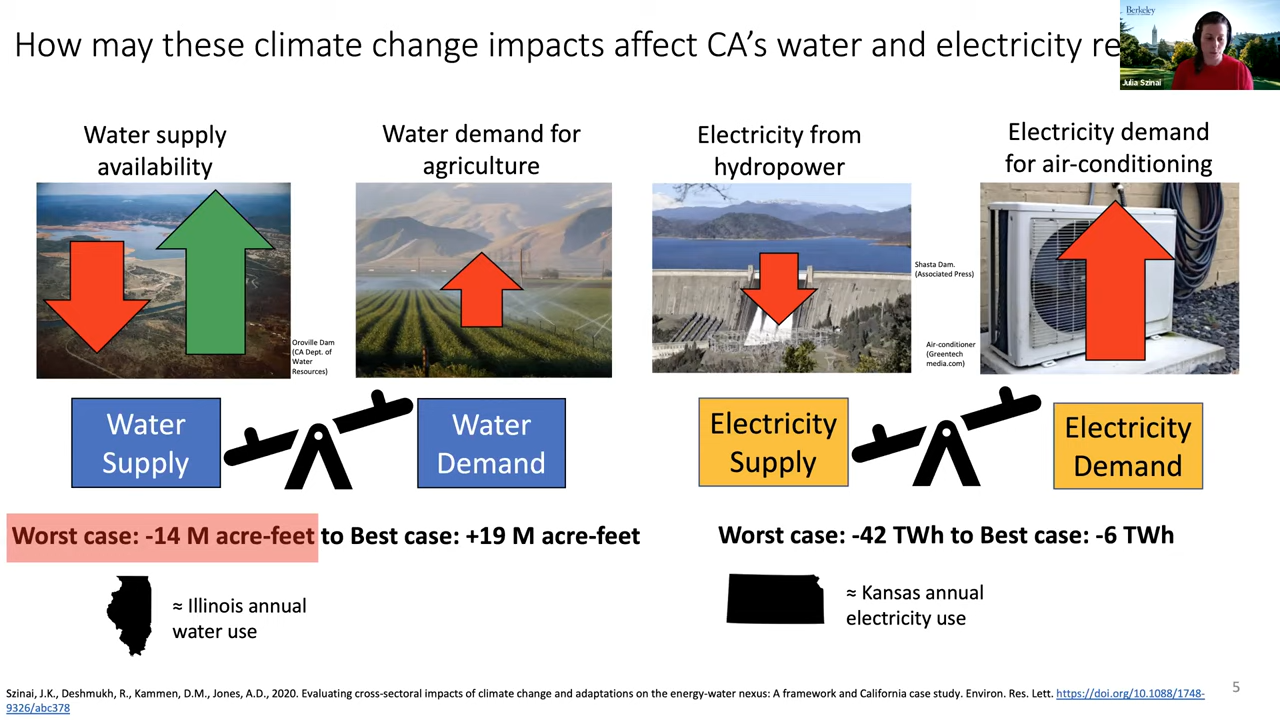 How may these climate change impacts affect CA's water and electricity re
Berkeley
Julia Szinai
Water supply
availability
Water demand for
agriculture
Electricity from
hydropower
Electricity demand
for air-conditioning
Oroville Dam
(CA Dept. of
Water
Resources)
Shasta Dam.
(Associated Press)
Air-conditioner
(Greentech
media.com)
Water
Supply
Water
Demand
Electricity
Supply
Electricity
Demand
Worst case: -14 M acre-feet to Best case: +19 M acre-feet
Worst case: -42 TWh to Best case: -6 TWh
≈ Illinois annual
water use
≈ Kansas annual
electricity use
Szinai, J.K., Deshmukh, R., Kammen, D.M., Jones, A.D., 2020. Evaluating cross-sectoral impacts of climate change and adaptations on the energy-water nexus: A framework and California case study. Environ. Res. Lett. https://doi.org/10.1088/1748-
9326/abc378
5